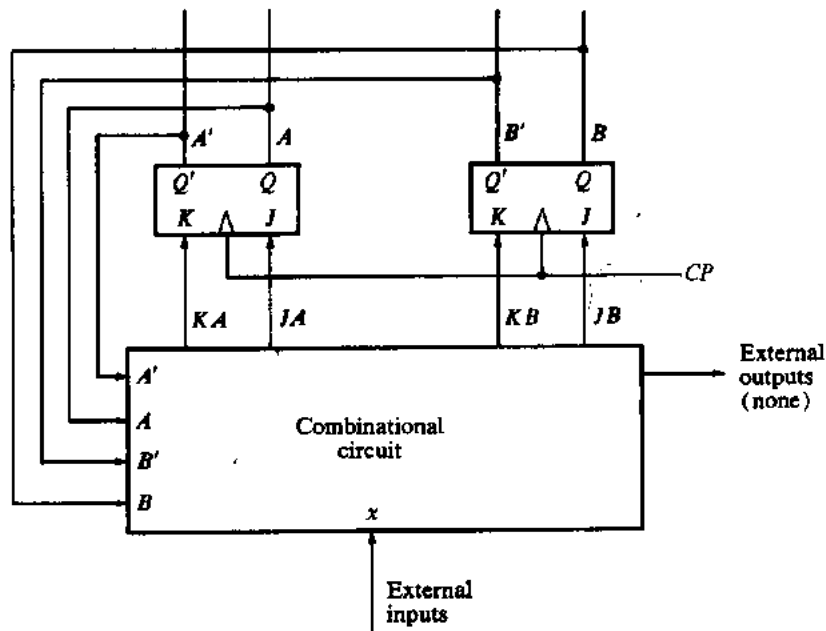 A' A B' B
Q' Q Q' Q
K J K J
CP
KA JA KB JB
External
outputs
(none)
A'
A
B'
B
Combinational
circuit
x
External
inputs